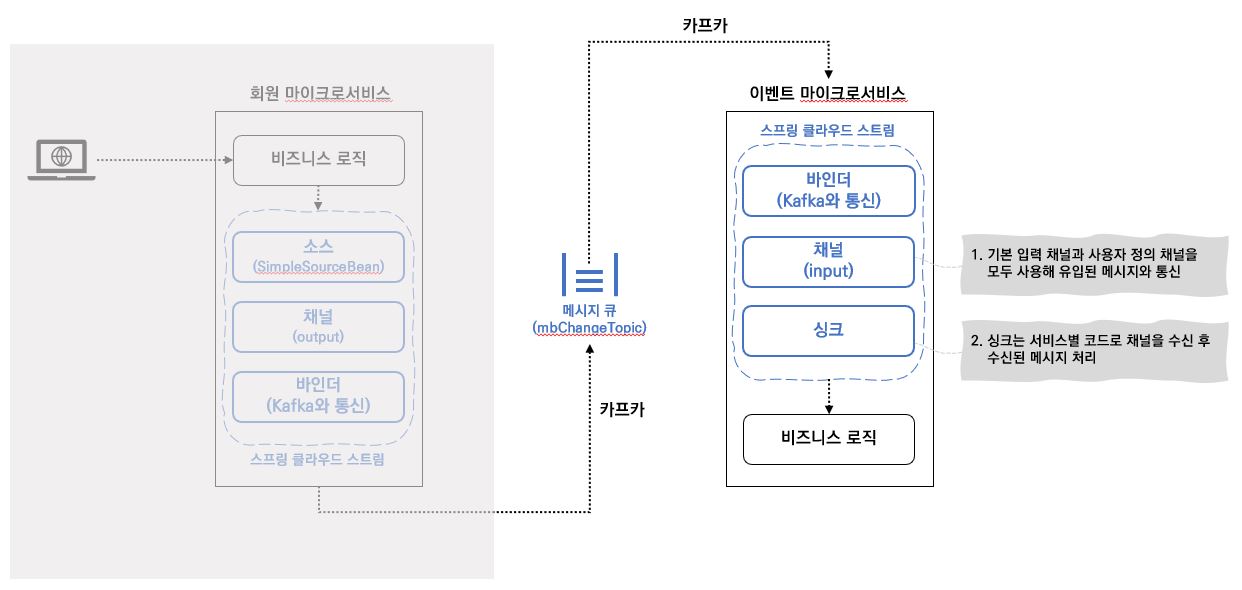 카프카
회원 마이크로서비스
비즈니스 로직
소스
(SimpleSourceBean)
채널
(output)
바인더
(Kafka와 통신)
스프링 클라우드 스트림
메시지 큐
(mbChangeTopic)
카프카
이벤트 마이크로서비스
스프링 클라우드 스트림
바인더
(Kafka와 통신)
채널
(input)
싱크
비즈니스 로직
1. 기본 입력 채널과 사용자 정의 채널을
모두 사용해 유입된 메시지와 통신
2. 싱크는 서비스별 코드로 채널을 수신 후
수신된 메시지 처리